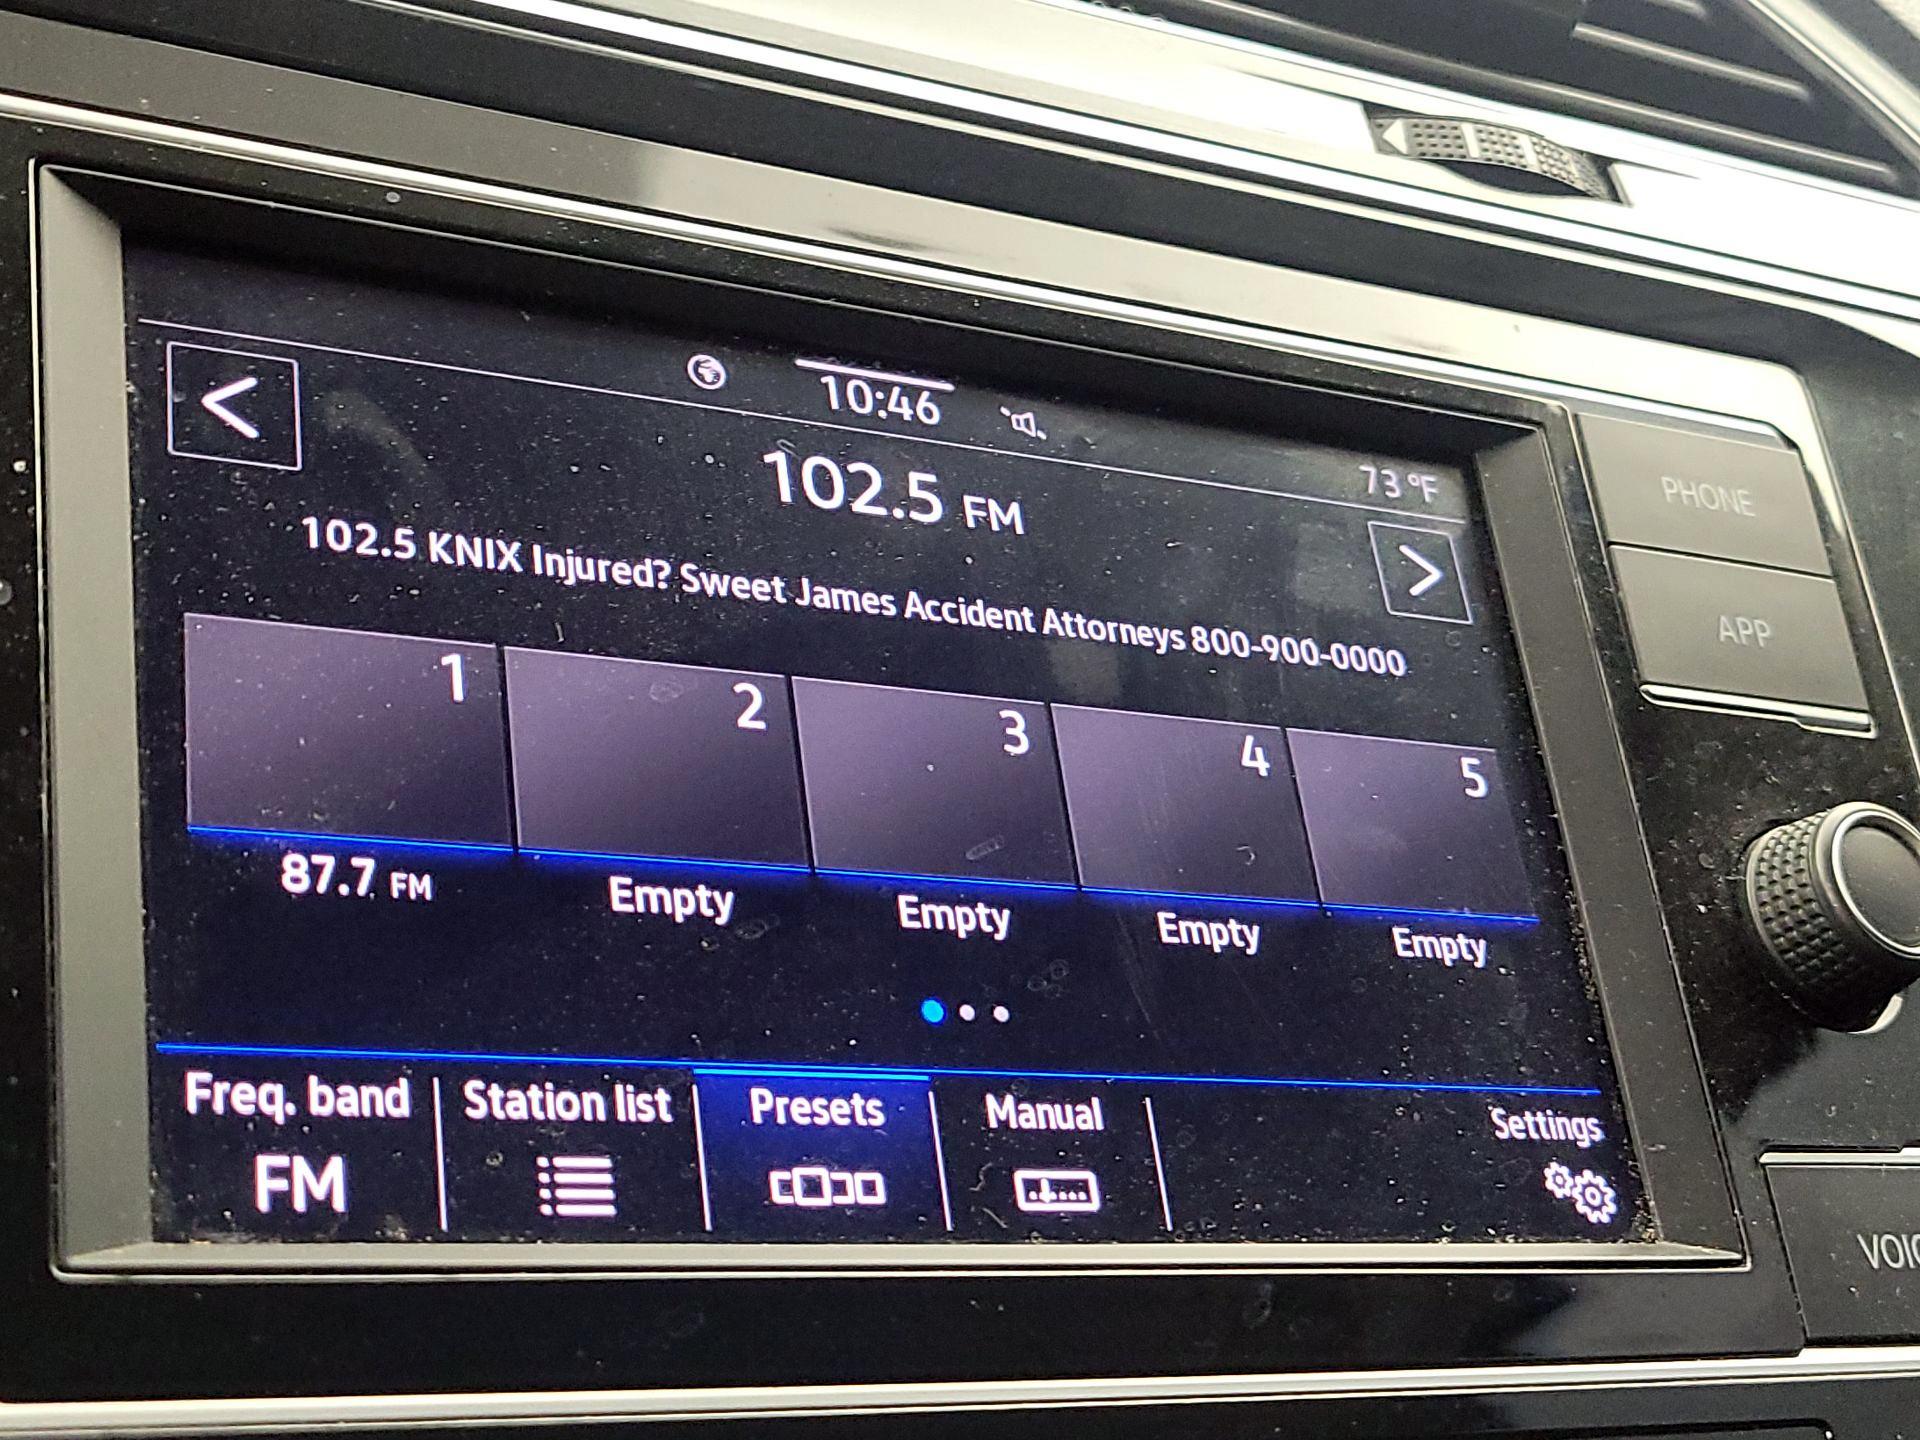 10:46
73 °F
102.5 FM
102.5 KNIX Injured? Sweet James Accident Attorneys 800-900-0000
1
2
3
4
5
87.7 FM
Empty
Empty
Empty
Empty
Freq. band
FM
Station list
Presets
Manual
Settings
PHONE
APP